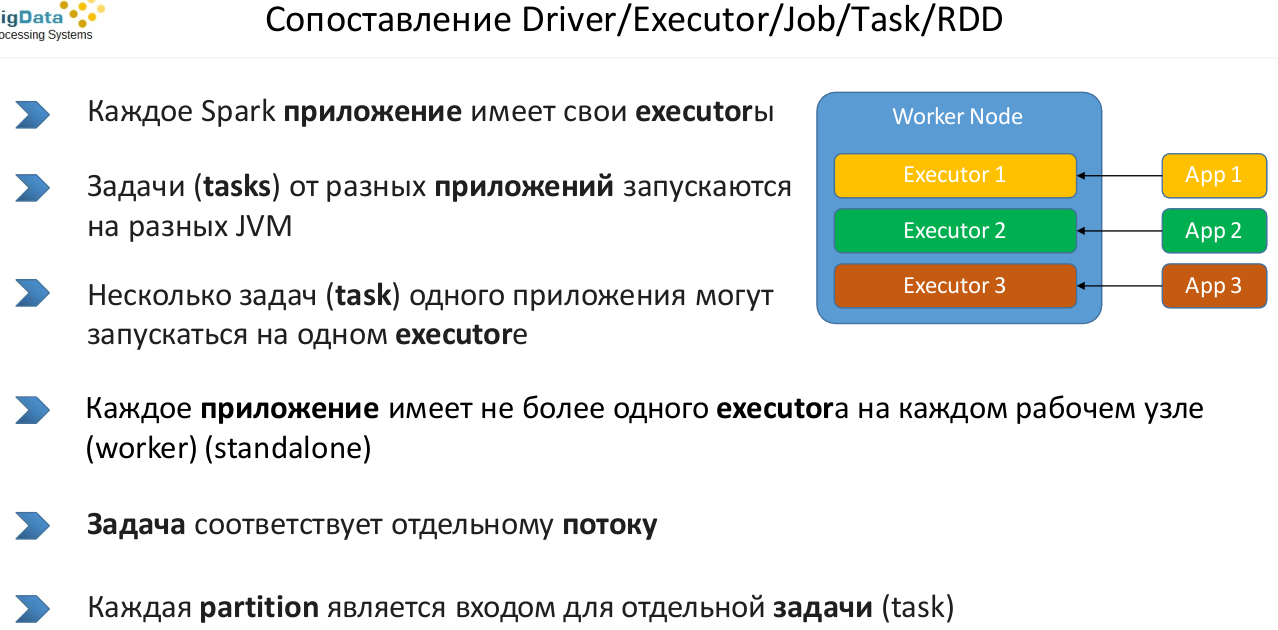 igData
ocessing Systems
Сопоставление Driver/Executor/Job/Task/RDD
Каждое Spark приложение имеет свои executorы
Задачи (tasks) от разных приложений запускаются
на разных JVM
Несколько задач (task) одного приложения могут
запускаться на одном executorе
Worker Node
Executor 1
App 1
Executor 2
App 2
Executor 3
App 3
Каждое приложение имеет не более одного executorа на каждом рабочем узле
(worker) (standalone)
Задача соответствует отдельному потоку
Каждая partition является входом для отдельной задачи (task)